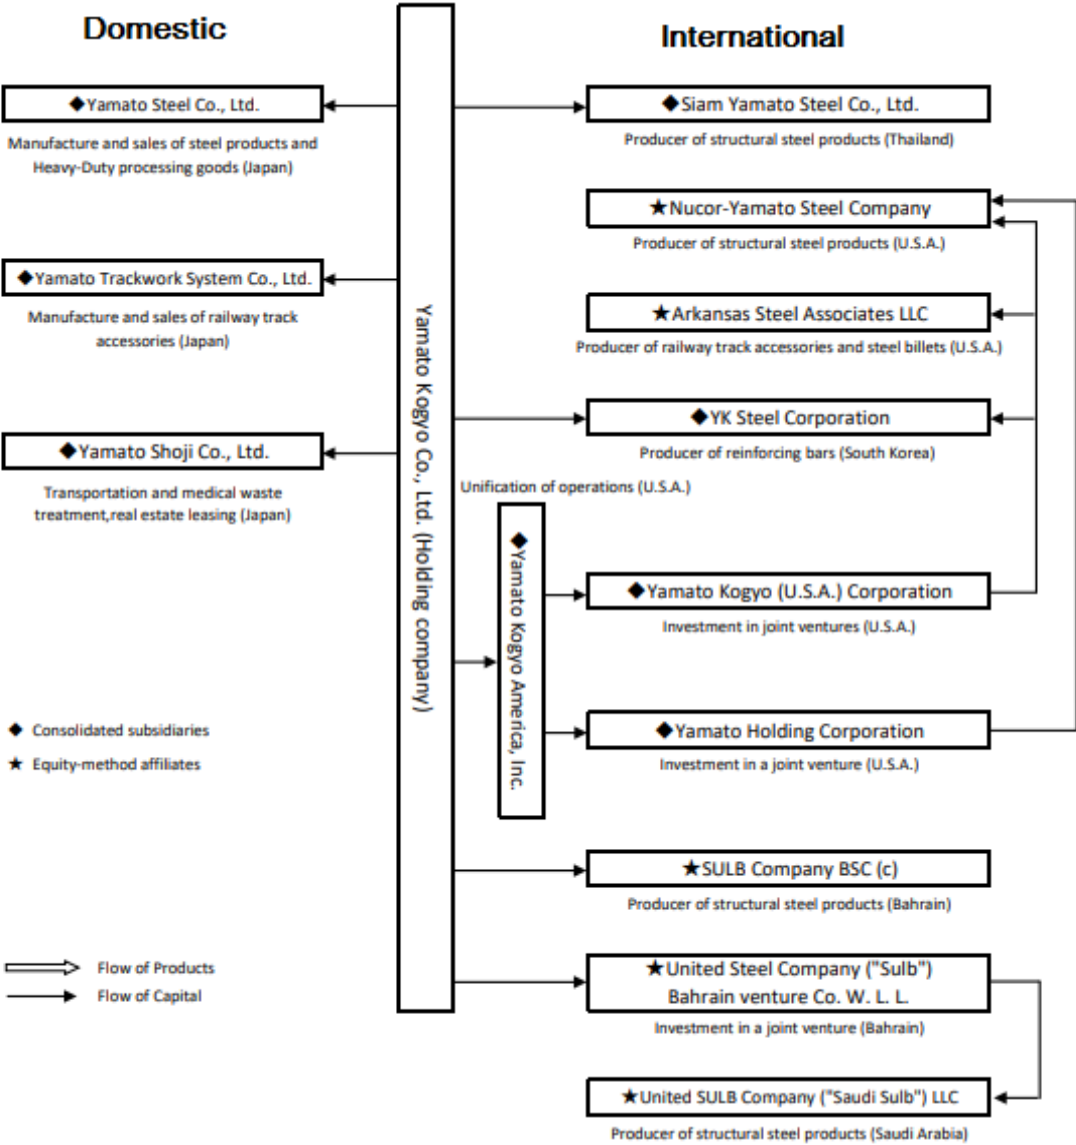 Domestic
◆Yamato Steel Co., Ltd.
Manufacture and sales of steel products and
Heavy-Duty processing goods (Japan)
◆Yamato Trackwork System Co., Ltd.
Manufacture and sales of railway track
accessories (Japan)
◆Yamato Shoji Co., Ltd.
Transportation and medical waste
treatment,real estate leasing (Japan)
◆ Consolidated subsidiaries
★ Equity-method affiliates
Flow of Products
Flow of Capital
Yamato Kogyo Co., Ltd. (Holding company)
International
◆Siam Yamato Steel Co., Ltd.
Producer of structural steel products (Thailand)
★Nucor-Yamato Steel Company
Producer of structural steel products (U.S.A.)
★Arkansas Steel Associates LLC
Producer of railway track accessories and steel billets (U.S.A.)
◆YK Steel Corporation
Producer of reinforcing bars (South Korea)
Unification of operations (U.S.A.)
◆Yamato Kogyo America, Inc.
◆Yamato Kogyo (U.S.A.) Corporation
Investment in joint ventures (U.S.A.)
◆Yamato Holding Corporation
Investment in a joint venture (U.S.A.)
★SULB Company BSC (c)
Producer of structural steel products (Bahrain)
★United Steel Company ("Sulb")
Bahrain venture Co. W. L. L.
Investment in a joint venture (Bahrain)
★United SULB Company ("Saudi Sulb") LLC
Producer of structural steel products (Saudi Arabia)